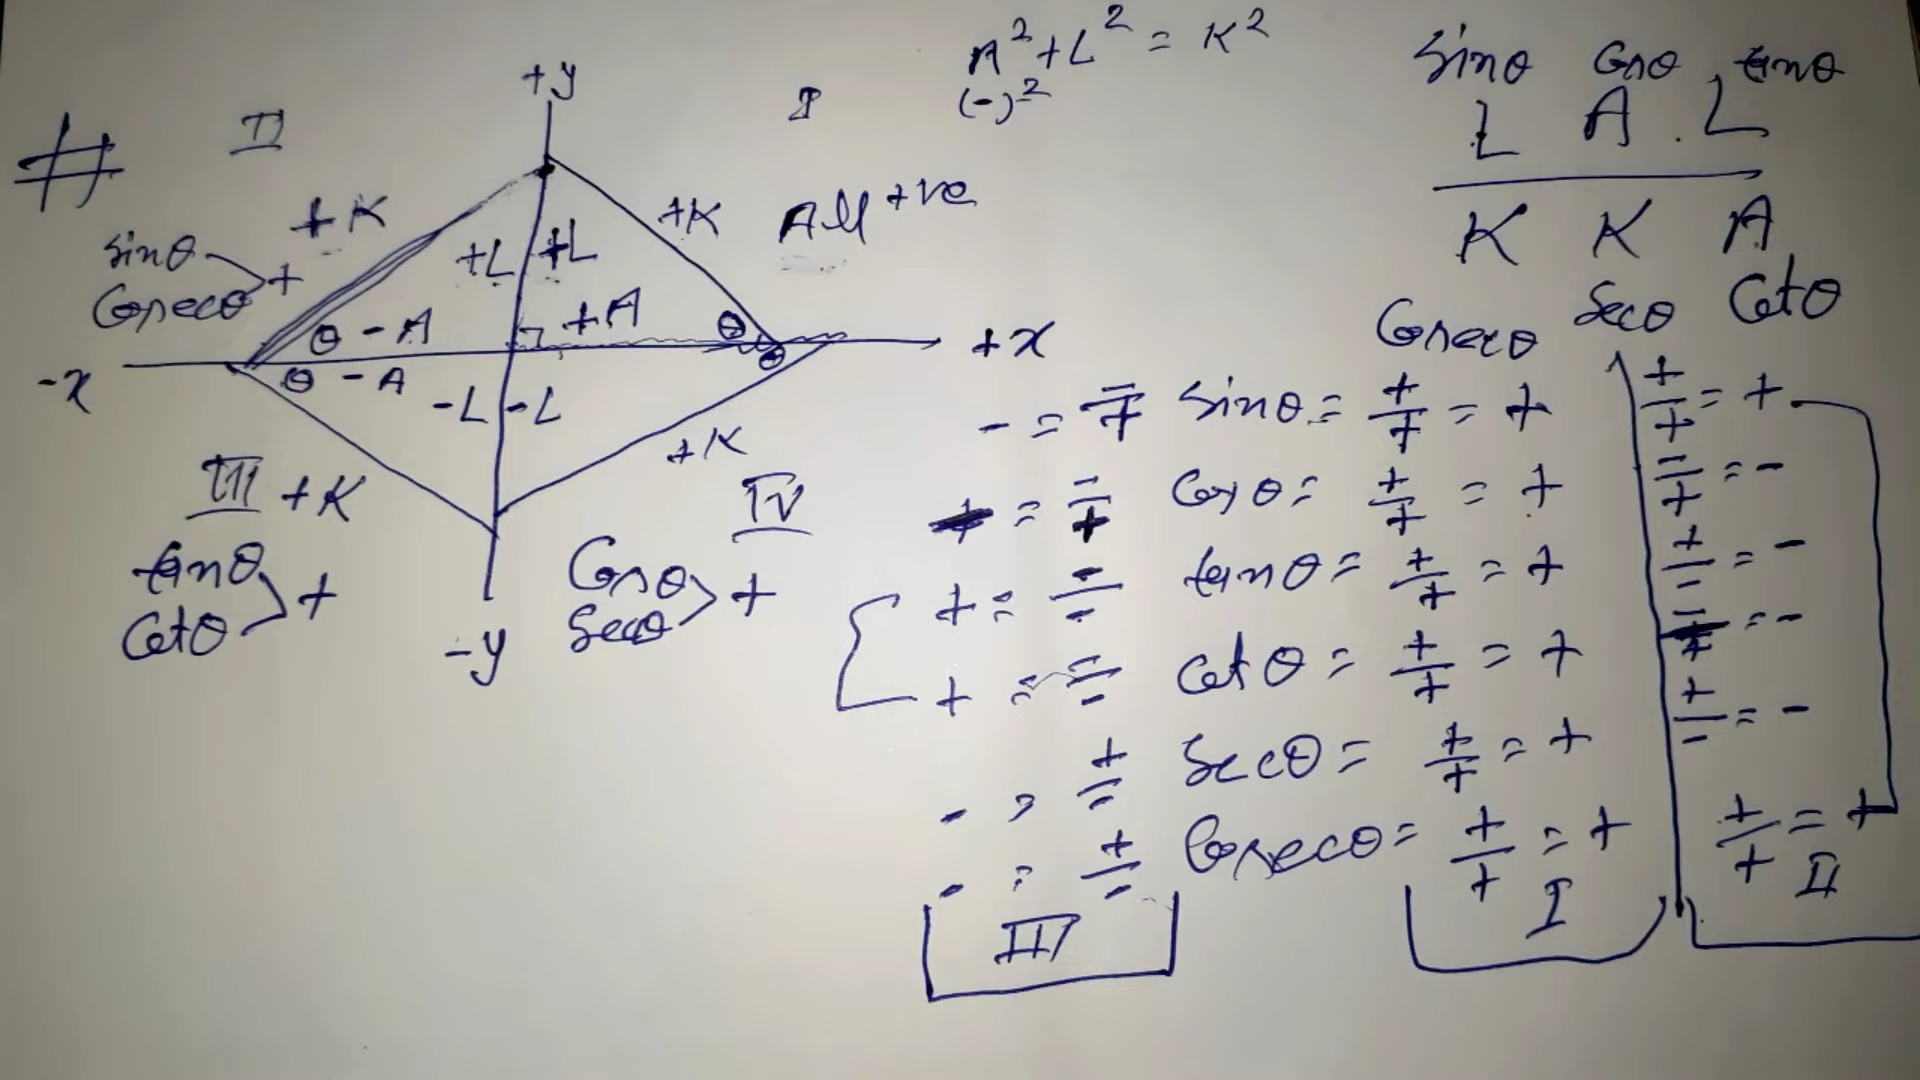 #
II
I
+y
A² + L² = K²
(-)²
sinθ cosθ tanθ
L A L
K K A
cosecθ secθ cotθ
+K
+K
All +ve
sinθ
cosecθ
+
+L +L
θ -A
+A
θ
θ
-x
+x
θ -A
-L -L
+K
III +K
IV
tanθ
cotθ
+
cosθ
secθ
+
-y
- = -/+ sinθ = +/+ = + +/+ = +
+ = -/+ cosθ = +/+ = + -/+ = -
+ = -/- tanθ = +/+ = + +/- = -
+ = -/- cotθ = +/+ = + -/+ = -
- = +/- secθ = +/+ = + +/- = -
- = +/- cosecθ = +/+ = + +/+ = +
III I II